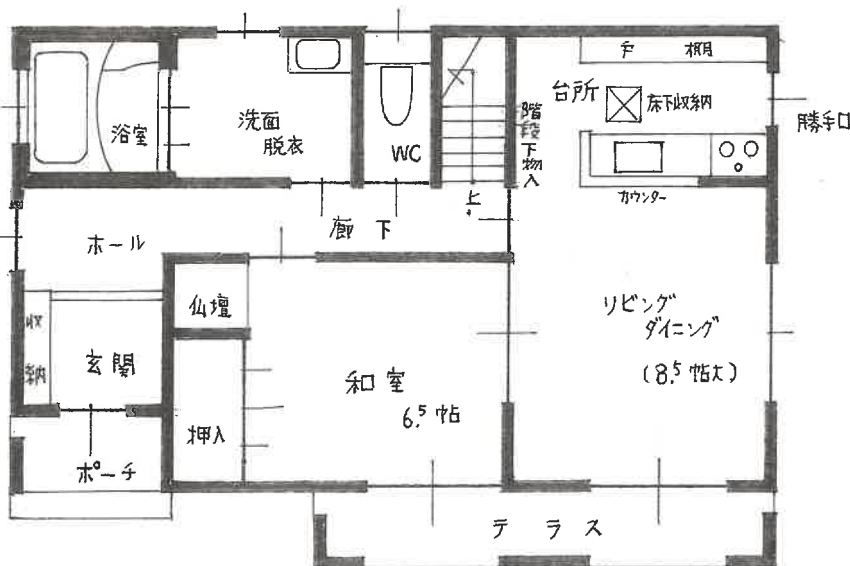 戸棚
台所
床下収納
勝手口
浴室
洗面
脱衣
WC
階段下物入
カウンター
上
廊下
ホール
仏壇
リビング
ダイニング
(8.5帖大)
収納
玄関
和室
6.5帖
押入
ポーチ
テラス